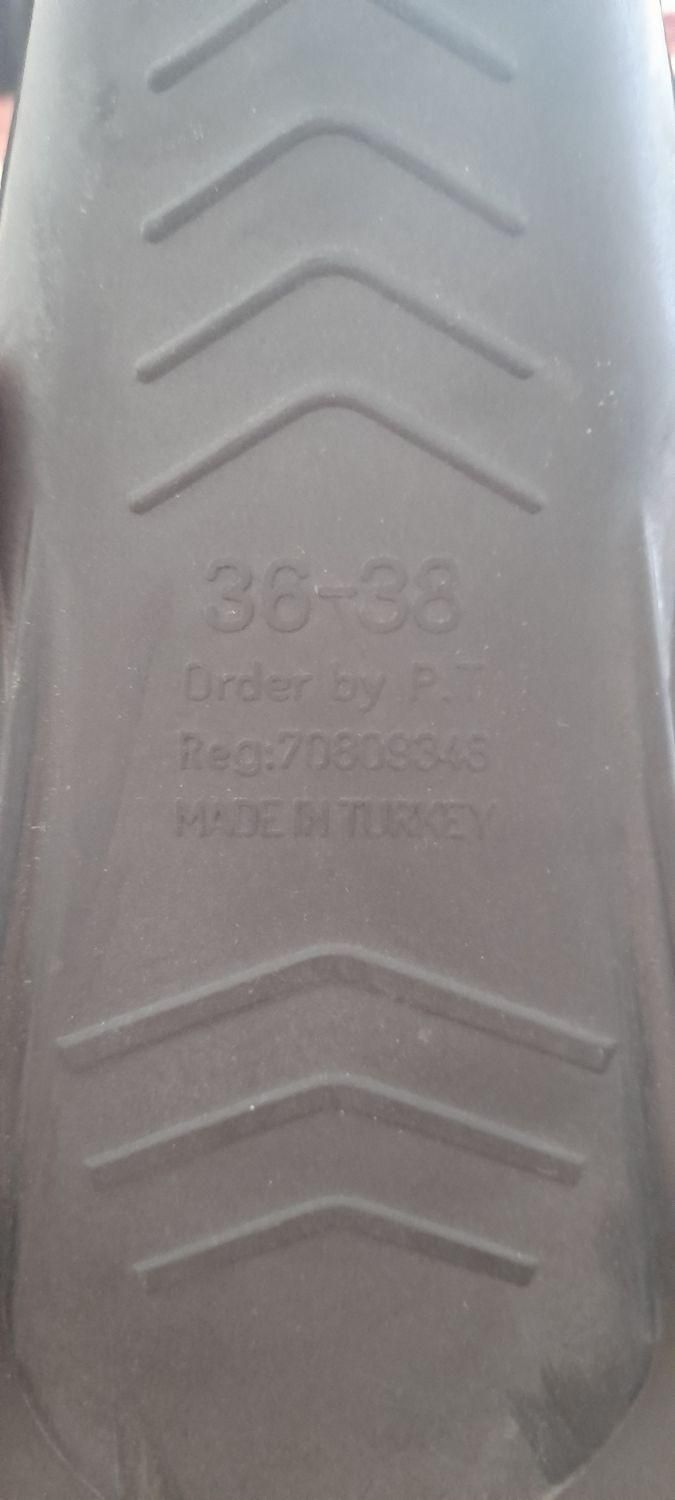 36-38
Order by P.T
Reg:70809346
MADE IN TURKEY